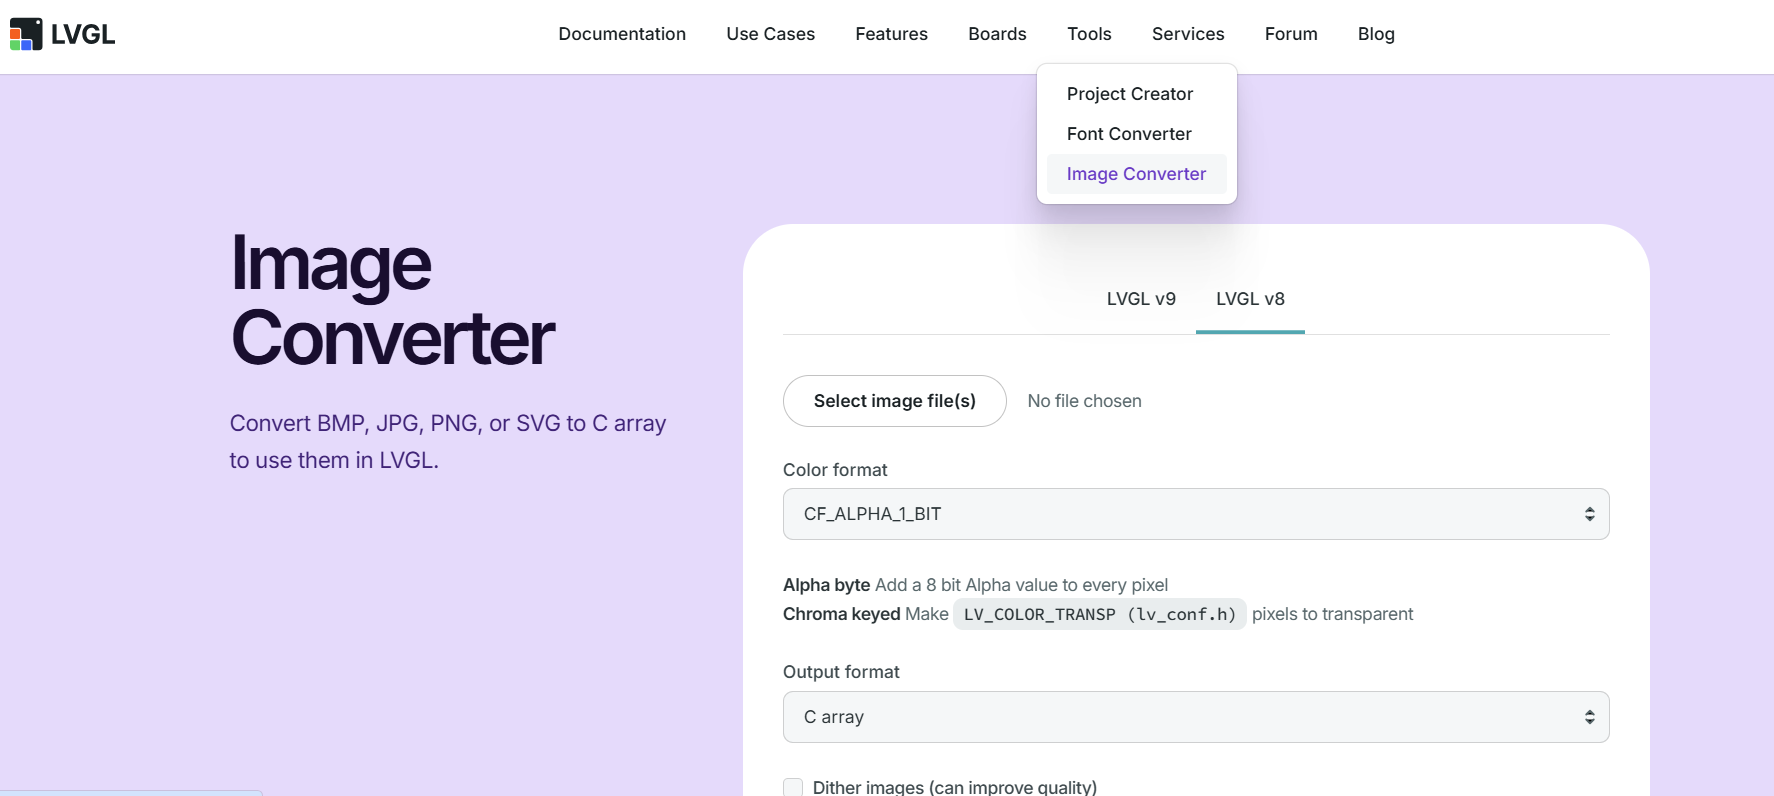 LVGL
Documentation Use Cases Features Boards Tools Services Forum Blog
Project Creator
Font Converter
Image Converter
Image
Converter
Convert BMP, JPG, PNG, or SVG to C array
to use them in LVGL.
LVGL v9 LVGL v8
Select image file(s) No file chosen
Color format
CF_ALPHA_1_BIT
Alpha byte Add a 8 bit Alpha value to every pixel
Chroma keyed Make LV_COLOR_TRANSP (lv_conf.h) pixels to transparent
Output format
C array
Dither images (can improve quality)